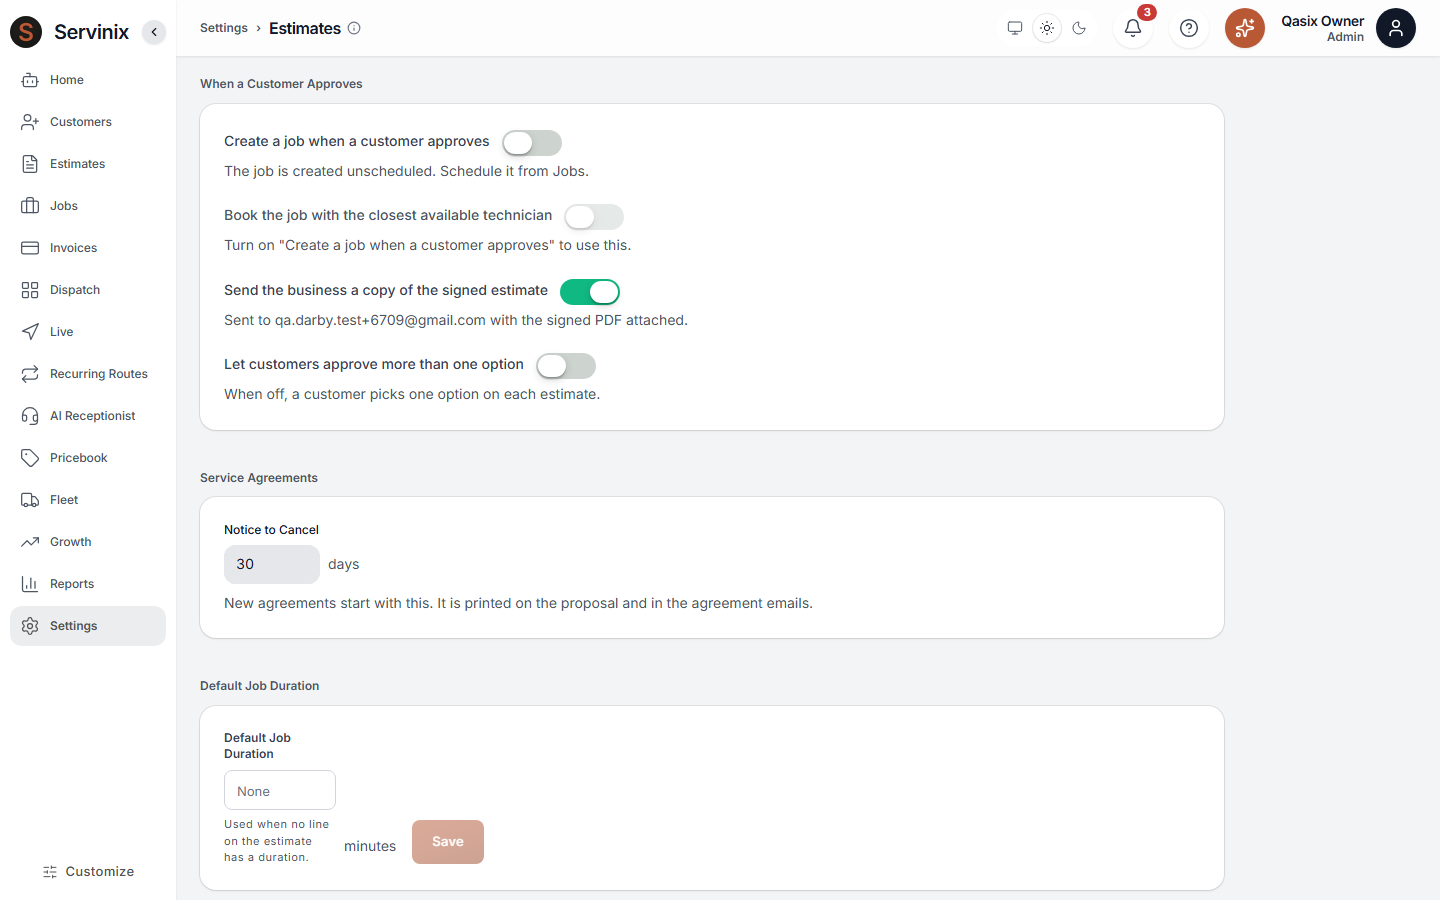 S Servinix
Home
Customers
Estimates
Jobs
Invoices
Dispatch
Live
Recurring Routes
AI Receptionist
Pricebook
Fleet
Growth
Reports
Settings
Customize
Settings › Estimates
3
Qasix Owner
Admin
When a Customer Approves
Create a job when a customer approves
The job is created unscheduled. Schedule it from Jobs.
Book the job with the closest available technician
Turn on "Create a job when a customer approves" to use this.
Send the business a copy of the signed estimate
Sent to qa.darby.test+6709@gmail.com with the signed PDF attached.
Let customers approve more than one option
When off, a customer picks one option on each estimate.
Service Agreements
Notice to Cancel
30 days
New agreements start with this. It is printed on the proposal and in the agreement emails.
Default Job Duration
Default Job
Duration
None
Used when no line
on the estimate
has a duration.
minutes
Save